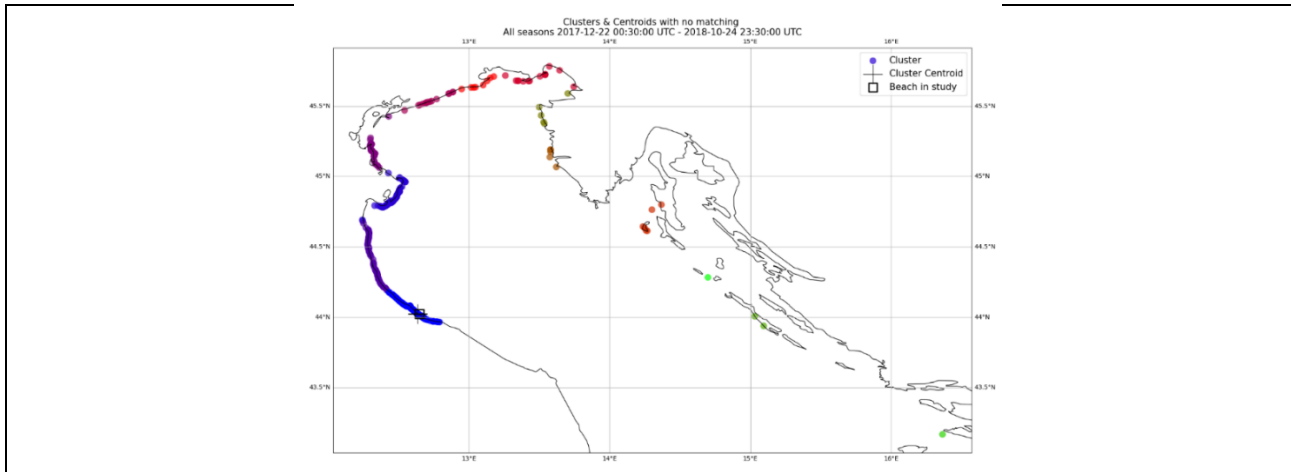 Clusters & Centroids with no matching
All seasons 2017-12-22 00:30:00 UTC - 2018-10-24 23:30:00 UTC
13°E 14°E 15°E 16°E
Cluster
Cluster Centroid
Beach in study
45.5°N 45.5°N
45°N 45°N
44.5°N 44.5°N
44°N 44°N
43.5°N 43.5°N
13°E 14°E 15°E 16°E